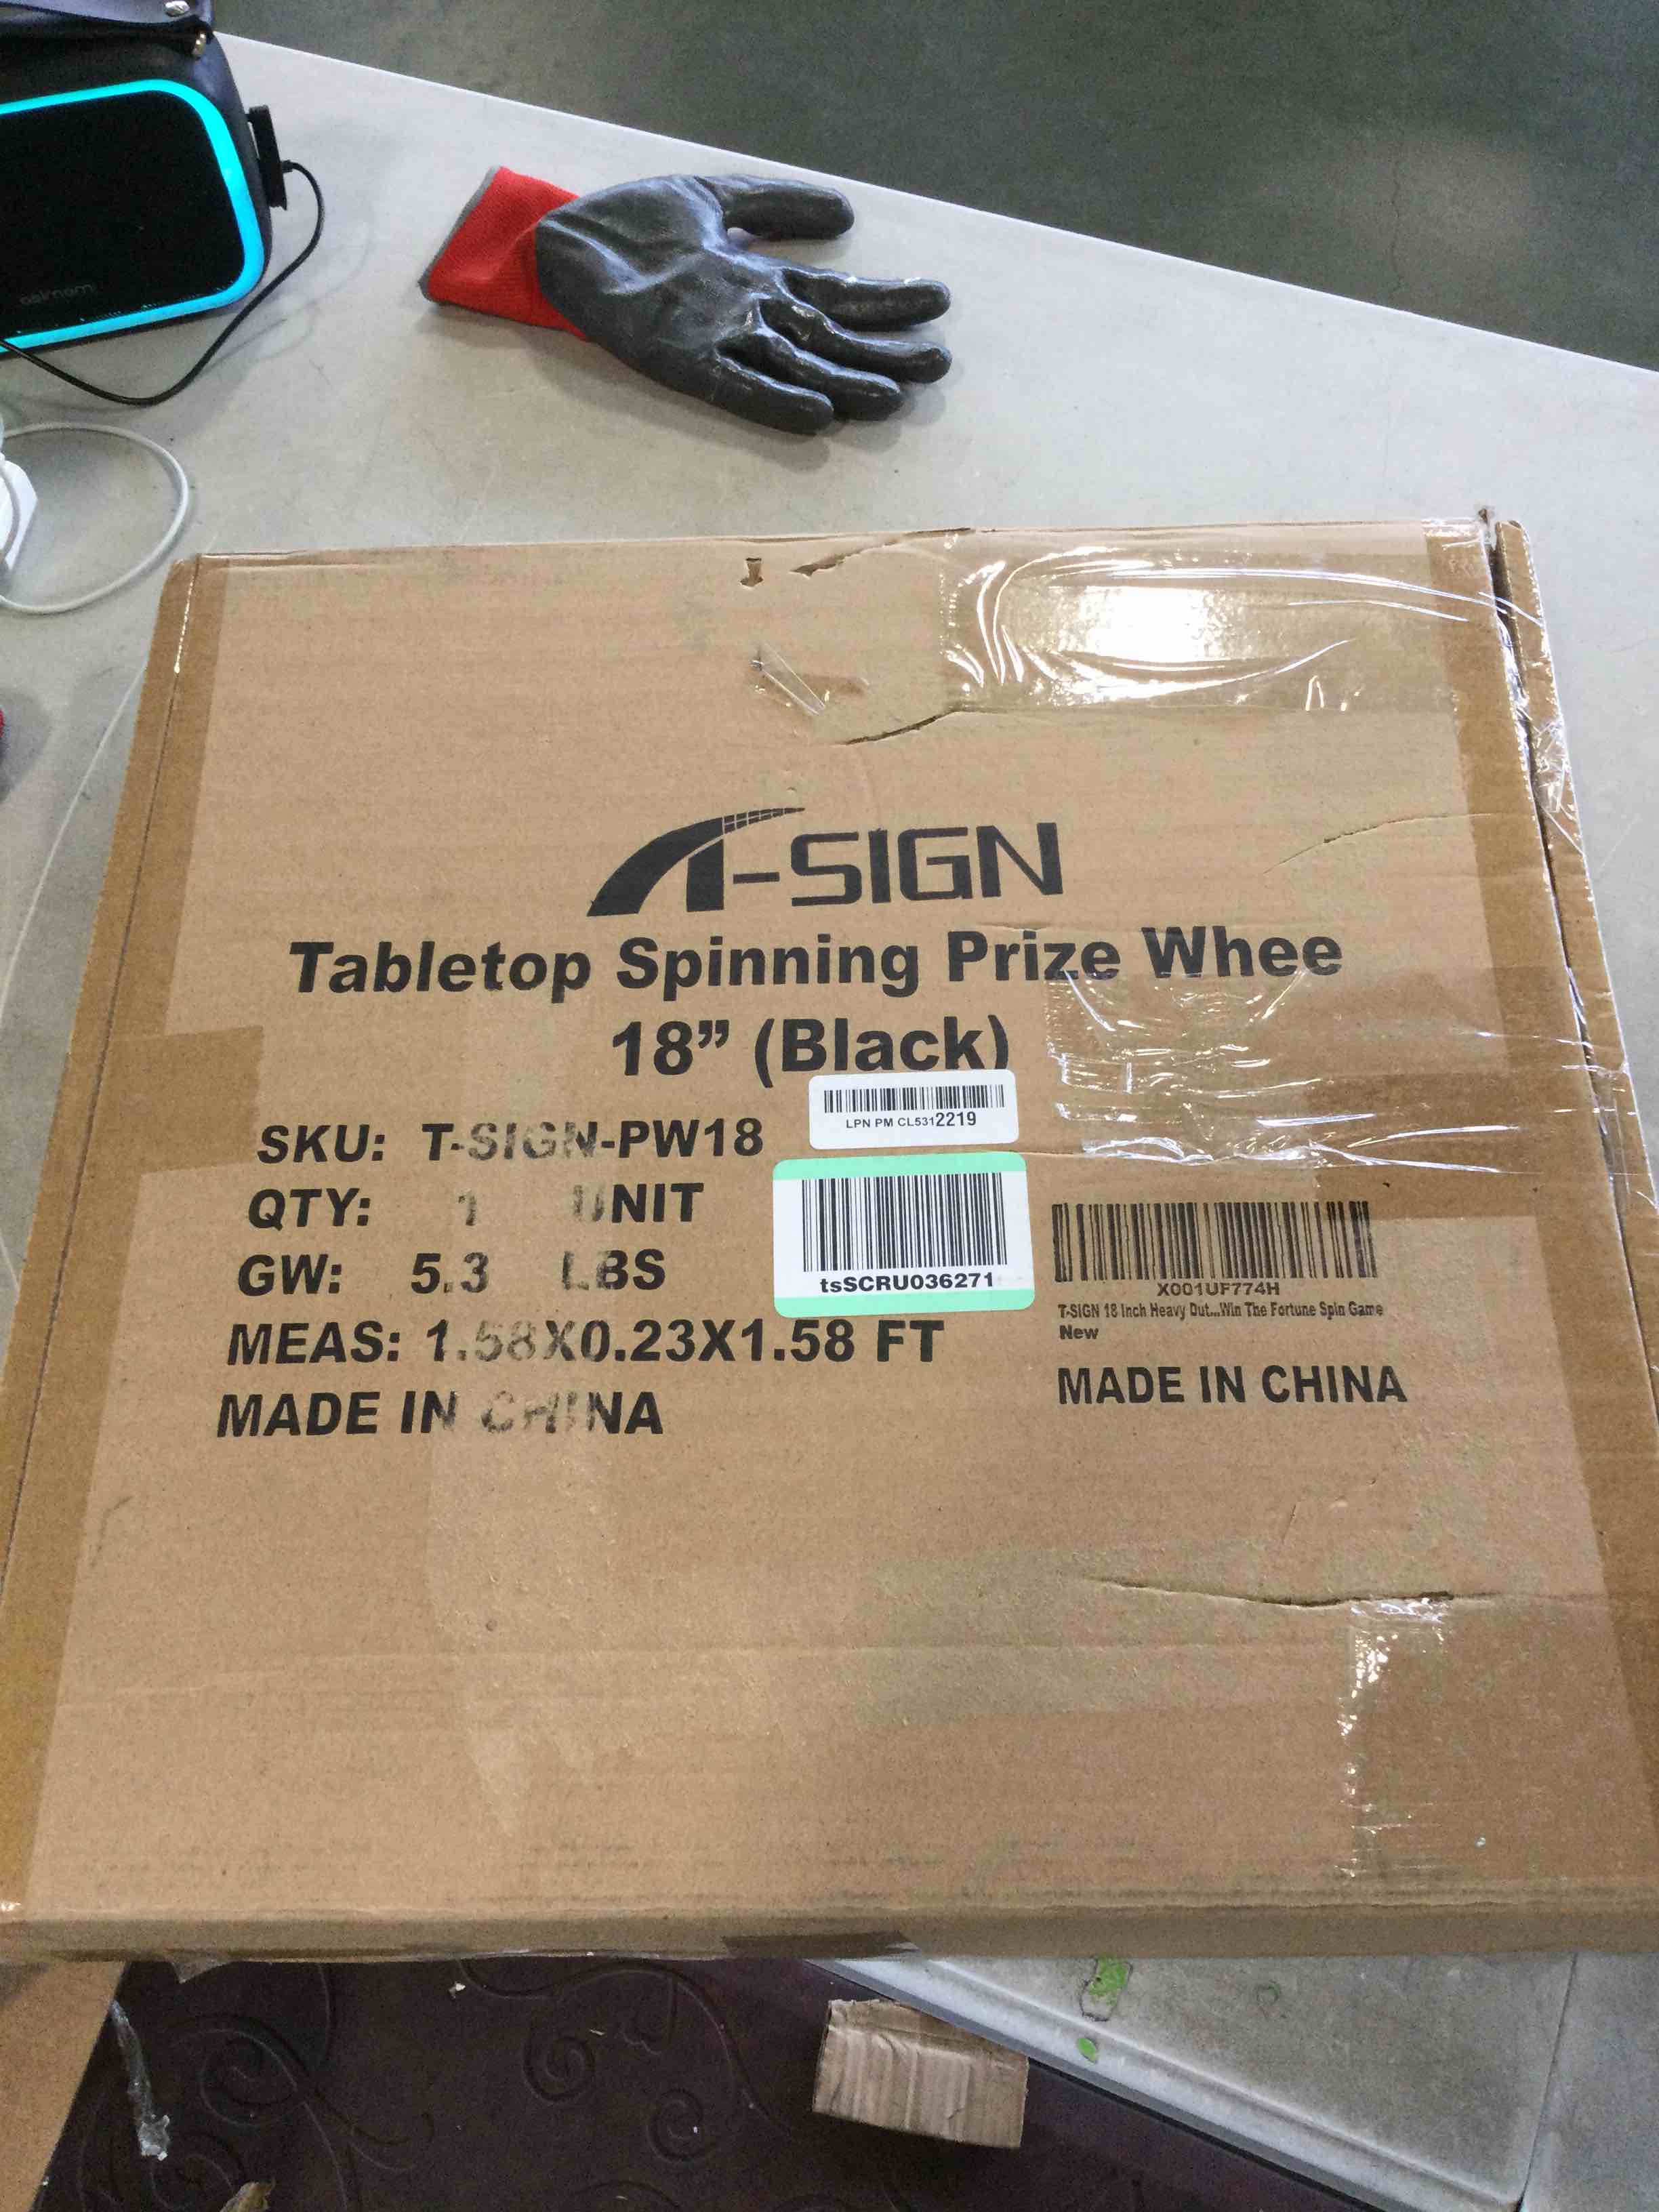 T-SIGN
Tabletop Spinning Prize Whee
18” (Black)
LPN PM CL5312219
SKU: T-SIGN-PW18
QTY: 1 UNIT
GW: 5.3 LBS
MEAS: 1.58X0.23X1.58 FT
MADE IN CHINA
tsSCRU036271
X001UF774H
T-SIGN 18 Inch Heavy Dut...Win The Fortune Spin Game
New
MADE IN CHINA